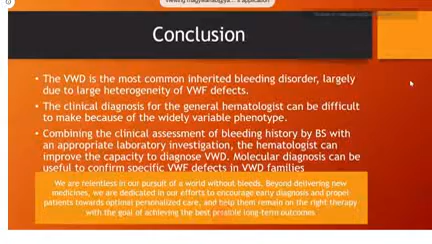 Conclusion
• The VWD is the most common inherited bleeding disorder, largely
due to large heterogeneity of VWF defects.
• The clinical diagnosis for the general hematologist can be difficult
to make because of the widely variable phenotype.
• Combining the clinical assessment of bleeding history by BS with
an appropriate laboratory investigation, the hematologist can
improve the capacity to diagnose VWD. Molecular diagnosis can be
useful to confirm specific VWF defects in VWD families
We are relentless in our pursuit of a world without bleeds. Beyond delivering new
medicines, we are dedicated in our efforts to encourage early diagnosis and propel
patients towards optimal personalized care, and help them remain on the right therapy
with the goal of achieving the best possible long-term outcomes